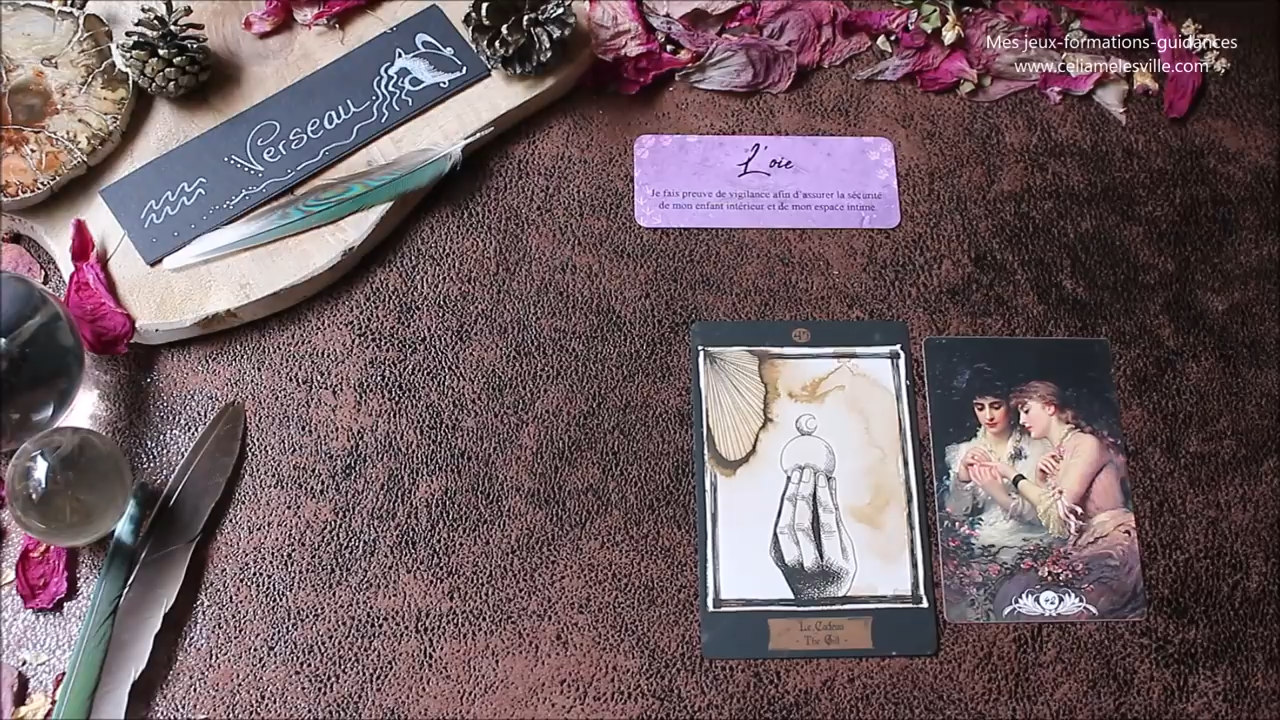 Mes jeux-formations-guidances
www.celiamelesville.com
Verseau
L'oie
Je fais preuve de vigilance afin d'assurer la sécurité
de mon enfant intérieur et de mon espace intime.
Le Cadeau
- The Gift -